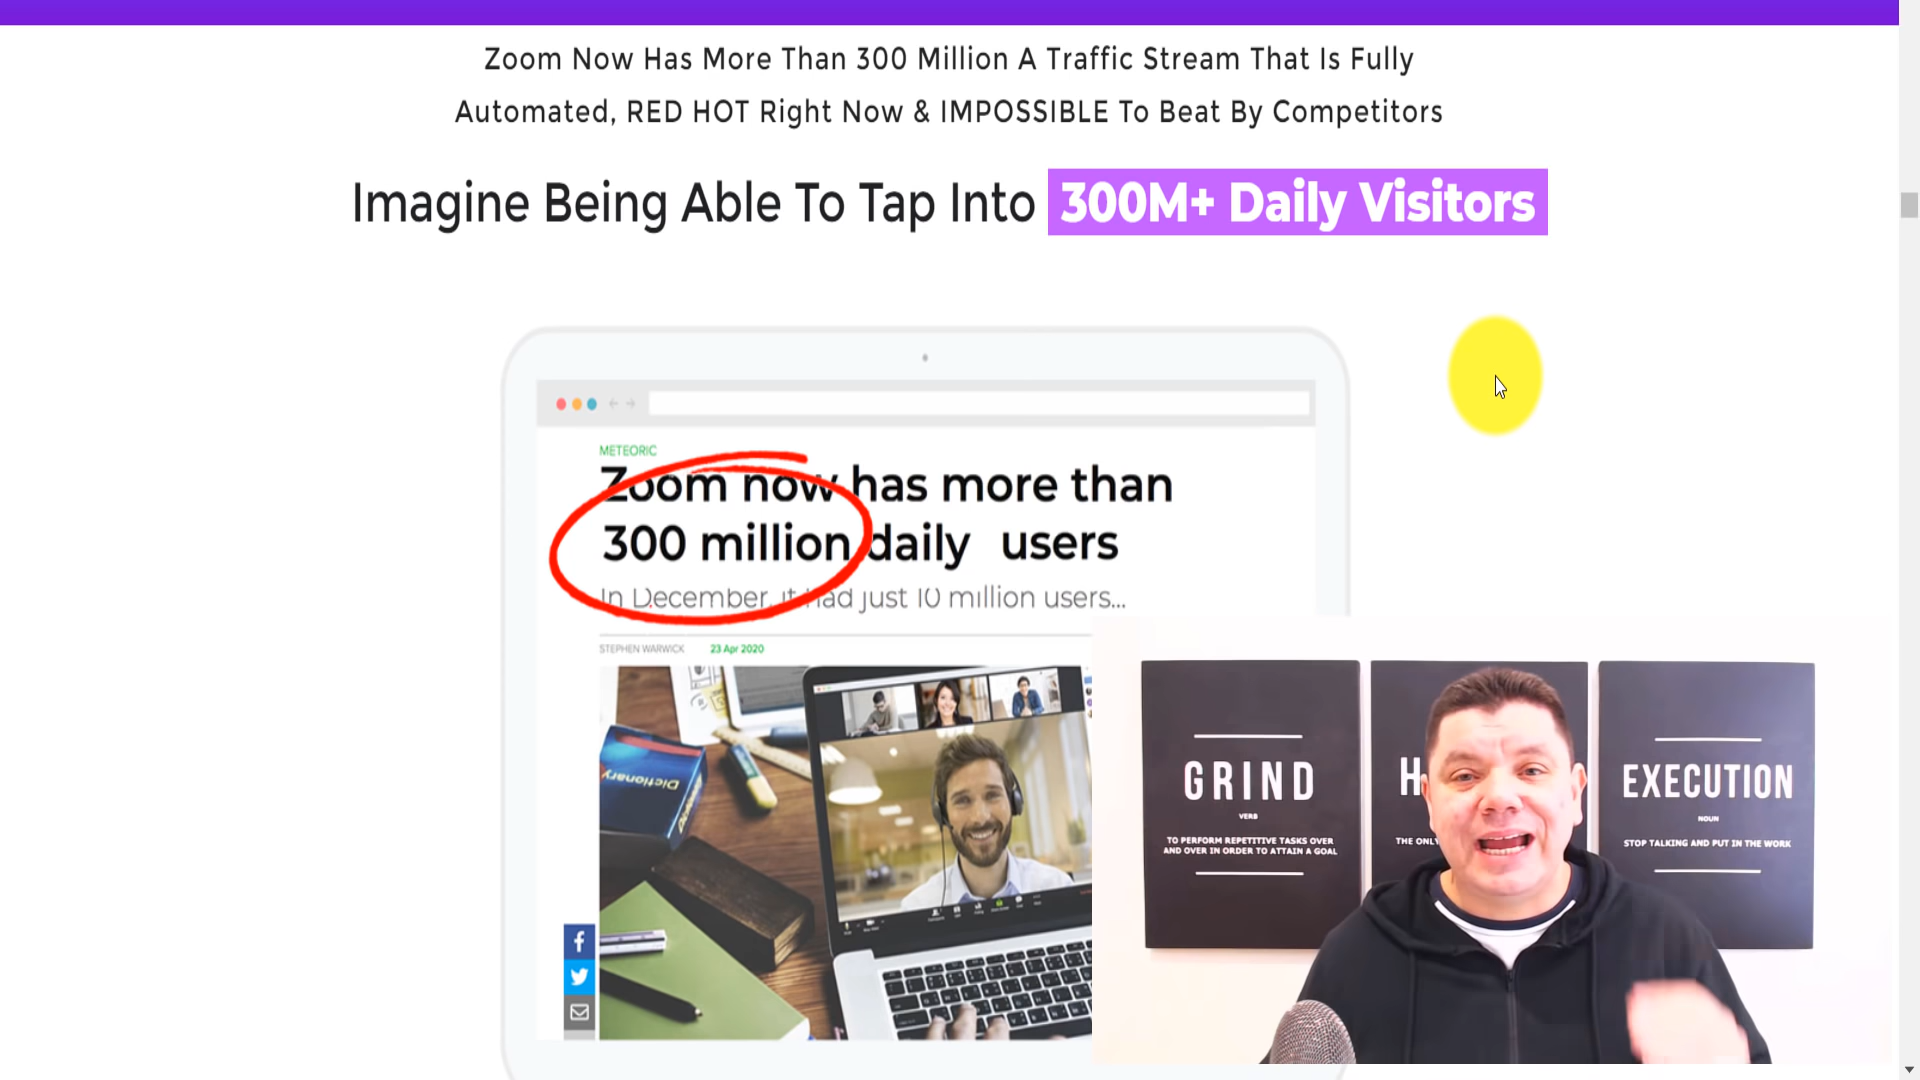 Zoom Now Has More Than 300 Million A Traffic Stream That Is Fully
Automated, RED HOT Right Now & IMPOSSIBLE To Beat By Competitors
Imagine Being Able To Tap Into 300M+ Daily Visitors
METEORIC
Zoom now has more than
300 million daily users
In December, it had just 10 million users...
STEPHEN WARWICK 23 Apr 2020
Dictionary
GRIND
VERB
TO PERFORM REPETITIVE TASKS OVER
AND OVER IN ORDER TO ATTAIN A GOAL
H
THE ONLY
EXECUTION
NOUN
STOP TALKING AND PUT IN THE WORK